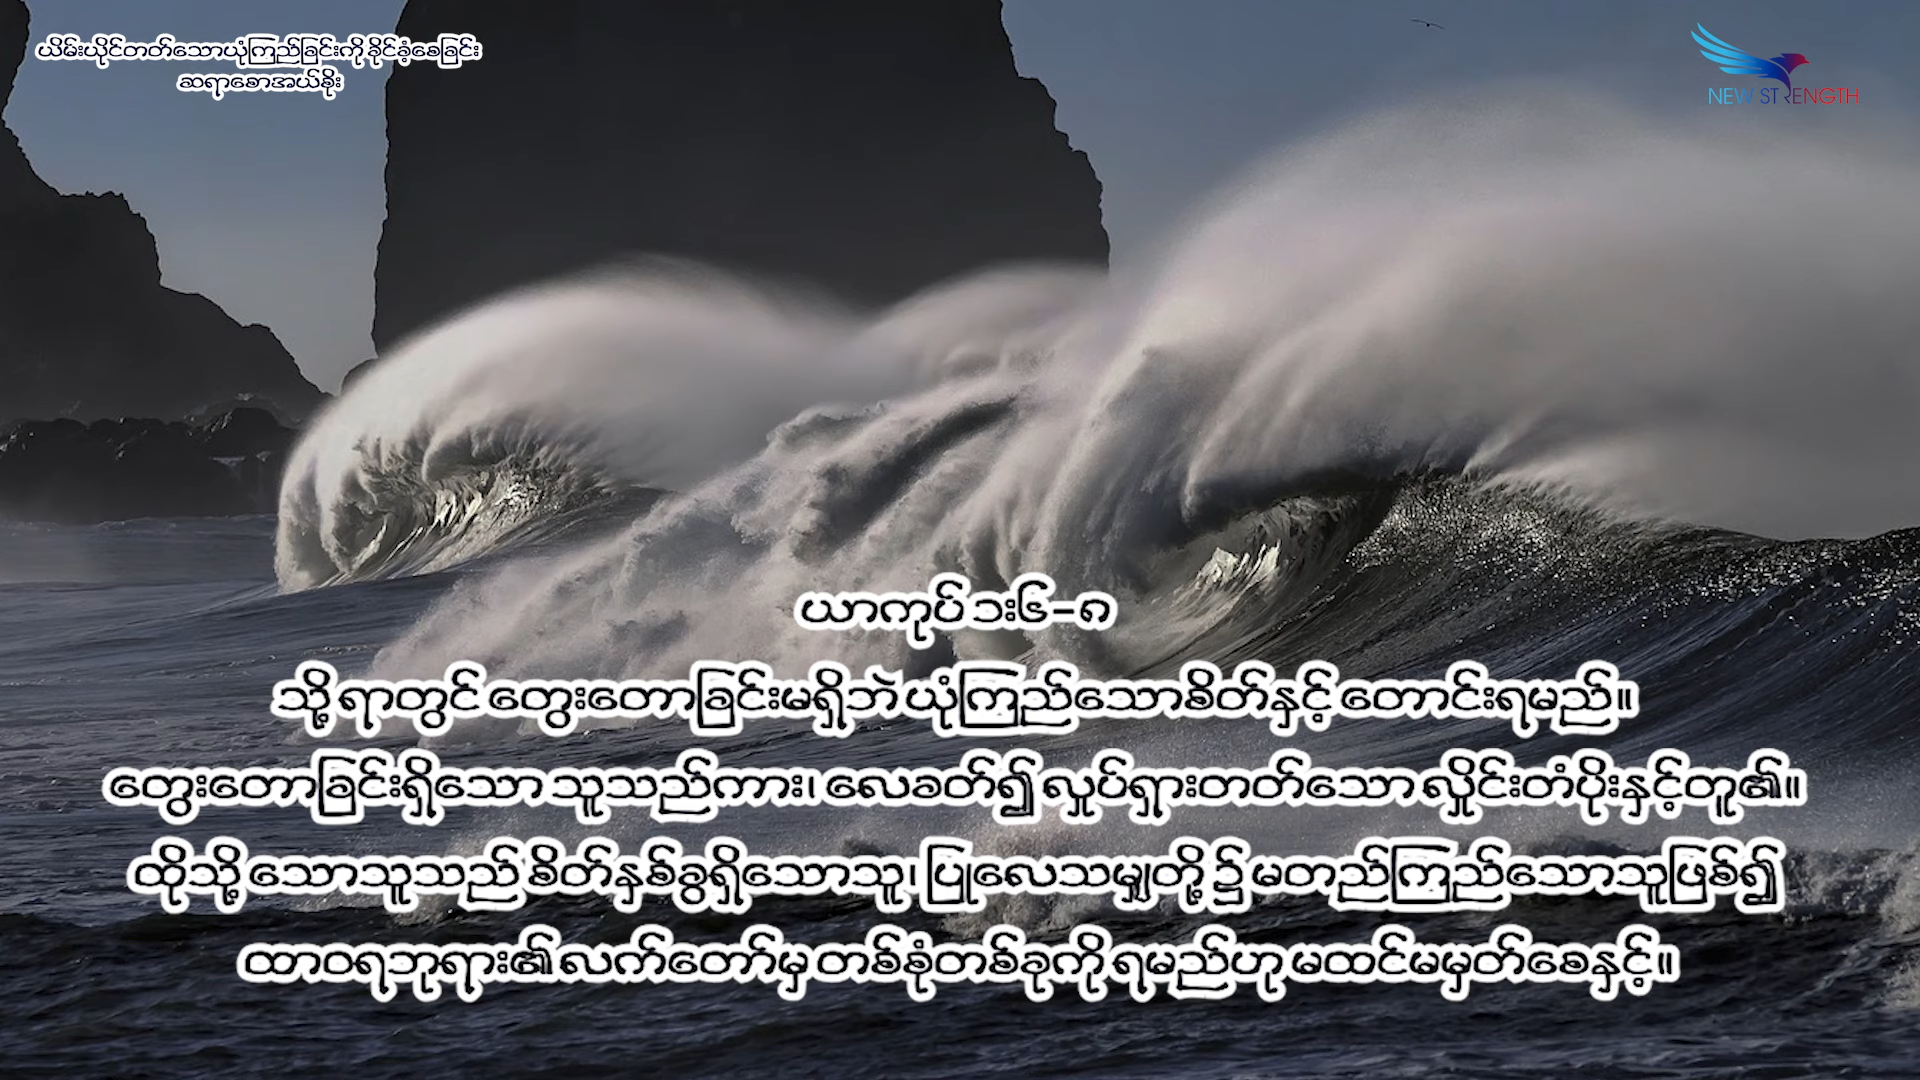 ယိမ်းယိုင်တတ်သောယုံကြည်ခြင်းကို ခိုင်ခံ့စေခြင်း
ဆရာစောအယ်ခိုး
NEW STRENGTH
ယာကုပ် ၁း၆-၈
သို့ ရာတွင် တွေးတောခြင်းမရှိဘဲ ယုံကြည်သောစိတ်နှင့် တောင်းရမည်။
တွေးတောခြင်းရှိသော သူသည်ကား၊ လေခတ်၍ လှုပ်ရှားတတ်သော လှိုင်းတံပိုးနှင့်တူ၏။
ထိုသို့ သောသူသည် စိတ်နှစ်ခွရှိသောသူ၊ ပြုလေသမျှတို့ ၌ မတည်ကြည်သောသူဖြစ်၍
ထာဝရဘုရား၏ လက်တော်မှ တစ်စုံတစ်ခုကို ရမည်ဟု မထင်မမှတ်စေနှင့်။